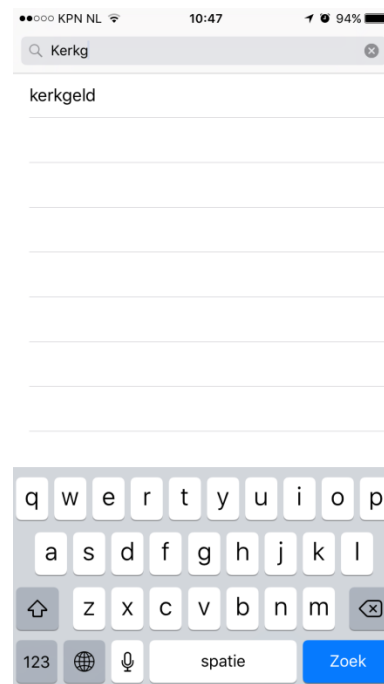 KPN NL 10:47 94%
Kerkg
kerkgeld
q w e r t y u i o p
a s d f g h j k l
z x c v b n m
123 spatie Zoek